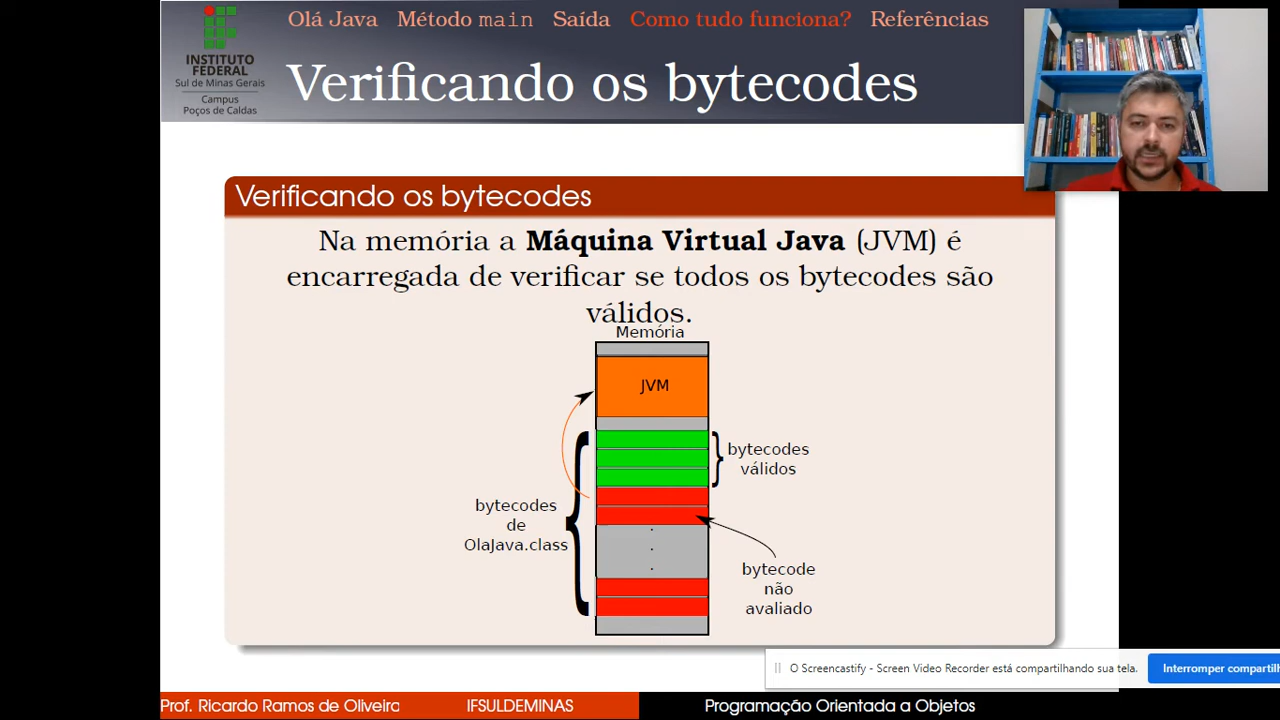 Olá Java Método main Saída Como tudo funciona? Referências
INSTITUTO
FEDERAL
Sul de Minas Gerais
Campus
Poços de Caldas
Verificando os bytecodes
Verificando os bytecodes
Na memória a Máquina Virtual Java (JVM) é
encarregada de verificar se todos os bytecodes são
válidos.
Memória
JVM
bytecodes
válidos
bytecodes
de
OlaJava.class
bytecode
não
avaliado
O Screencastify - Screen Video Recorder está compartilhando sua tela.
Interromper compartilh
Prof. Ricardo Ramos de Oliveira IFSULDEMINAS Programação Orientada a Objetos